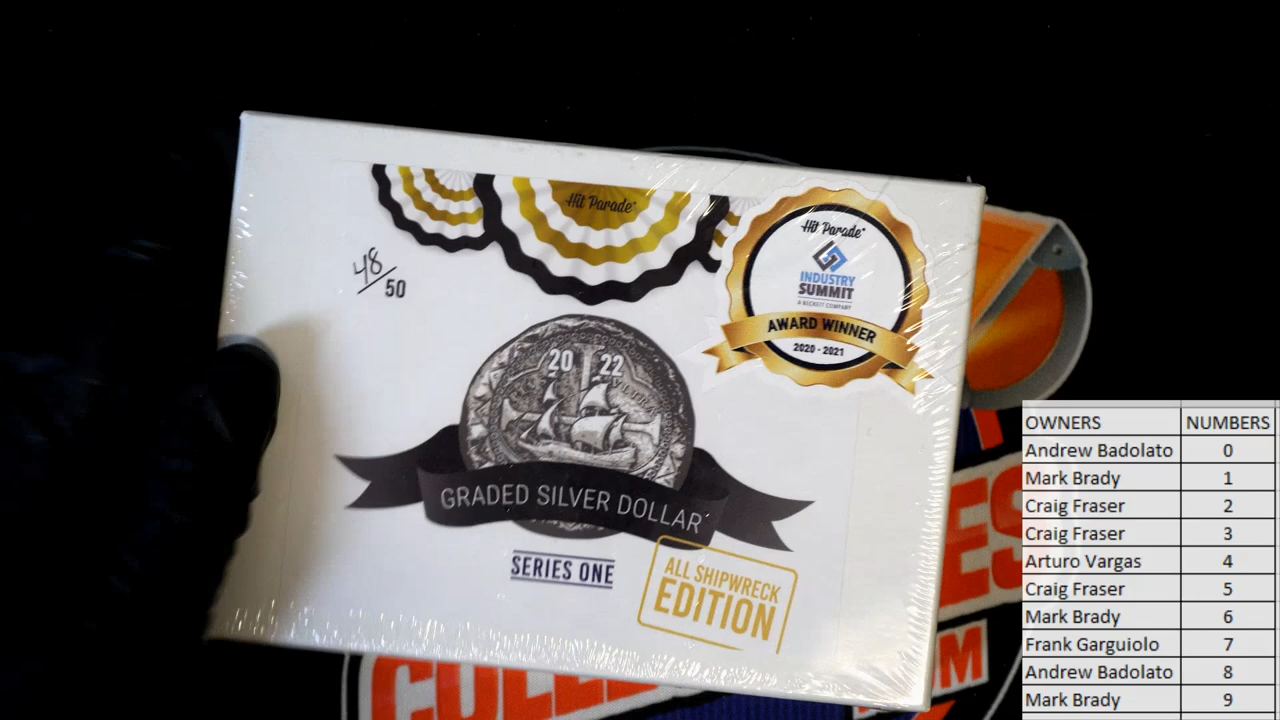 Hit Parade®
48/50
Hit Parade®
INDUSTRY
SUMMIT
A BECKETT COMPANY
AWARD WINNER
2020 - 2021
20 22
GRADED SILVER DOLLAR
SERIES ONE
ALL SHIPWRECK
EDITION
OWNERS NUMBERS
Andrew Badolato 0
Mark Brady 1
Craig Fraser 2
Craig Fraser 3
Arturo Vargas 4
Craig Fraser 5
Mark Brady 6
Frank Garguiolo 7
Andrew Badolato 8
Mark Brady 9